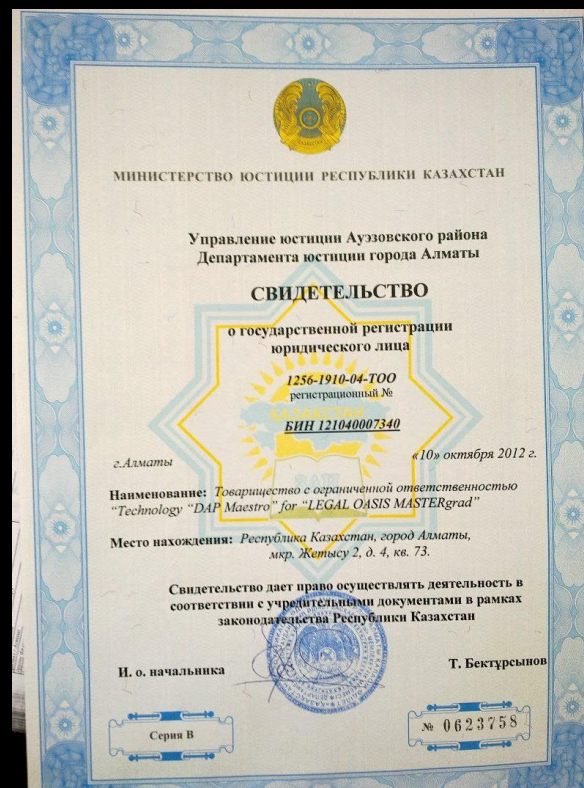 МИНИСТЕРСТВО ЮСТИЦИИ РЕСПУБЛИКИ КАЗАХСТАН
Управление юстиции Ауэзовского района
Департамента юстиции города Алматы
СВИДЕТЕЛЬСТВО
о государственной регистрации
юридического лица
1256-1910-04-ТОО
регистрационный №
КАЗАХСТАН
БИН 121040007340
г.Алматы
«10» октября 2012 г.
ЗАҢ
Наименование: Товарищество с ограниченной ответственностью
“Technology “DAP Maestro” for “LEGAL OASIS MASTERgrad”
Место нахождения: Республика Казахстан, город Алматы,
мкр. Жетысу 2, д. 4, кв. 73.
Свидетельство дает право осуществлять деятельность в
соответствии с учредительными документами в рамках
законодательства Республики Казахстан
И. о. начальника
Т. Бектұрсынов
Серия В
№ 0623758